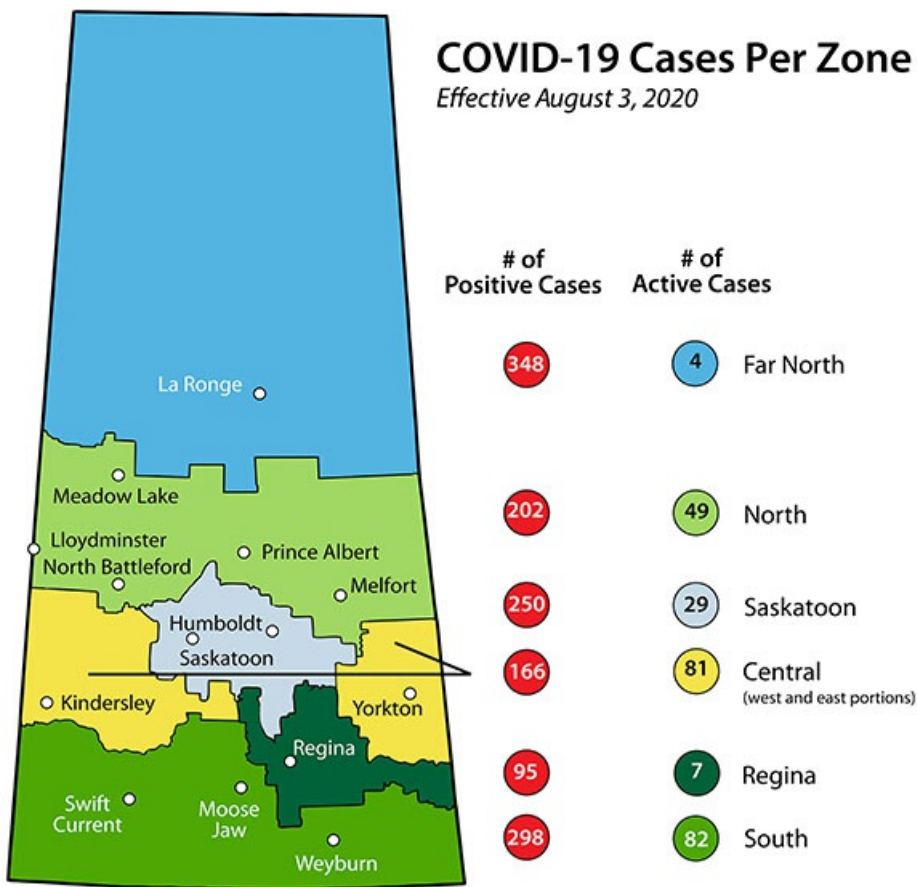 COVID-19 Cases Per Zone
Effective August 3, 2020
# of
Positive Cases
# of
Active Cases
348
4
Far North
202
49
North
250
29
Saskatoon
166
81
Central
(west and east portions)
95
7
Regina
298
82
South
La Ronge
Meadow Lake
Lloydminster
North Battleford
Prince Albert
Melfort
Humboldt
Saskatoon
Kindersley
Yorkton
Regina
Swift
Current
Moose
Jaw
Weyburn